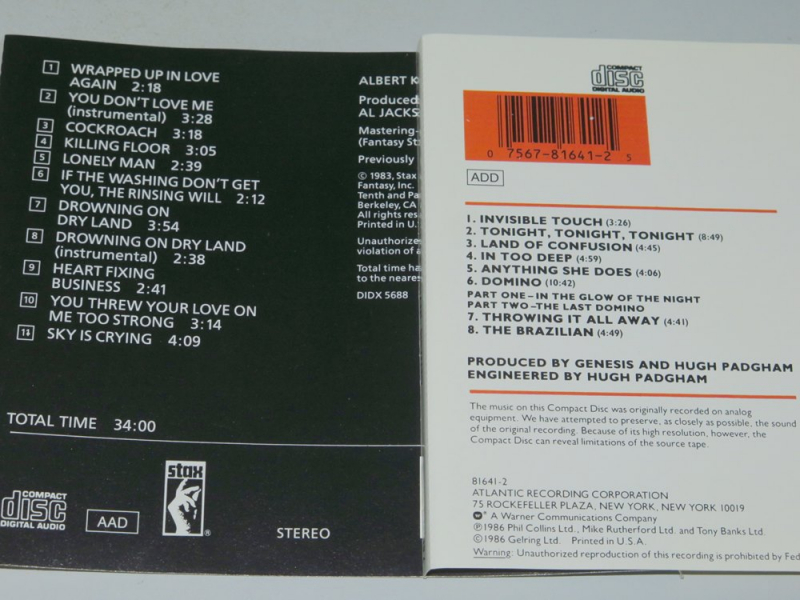 1 WRAPPED UP IN LOVE
AGAIN 2:18
2 YOU DON'T LOVE ME
(instrumental) 3:28
3 COCKROACH 3:18
4 KILLING FLOOR 3:05
5 LONELY MAN 2:39
6 IF THE WASHING DON'T GET
YOU, THE RINSING WILL 2:12
7 DROWNING ON
DRY LAND 3:54
8 DROWNING ON DRY LAND
(instrumental) 2:38
9 HEART FIXING
BUSINESS 2:41
10 YOU THREW YOUR LOVE ON
ME TOO STRONG 3:14
11 SKY IS CRYING 4:09
TOTAL TIME 34:00
COMPACT
disc
DIGITAL AUDIO
AAD
stax
®
STEREO
ALBERT
Produced
AL JACKS
Mastering
(Fantasy
Previously
© 1983, Stax
Fantasy, Inc.
Tenth and
Berkeley, CA
All rights
Printed in U.S.
Unauthorize
violation of
Total time
to the neares
DIDX 5688
COMPACT
disc
DIGITAL AUDIO
0 7567-81641-2 5
ADD
1. INVISIBLE TOUCH (3:26)
2. TONIGHT, TONIGHT, TONIGHT (8:49)
3. LAND OF CONFUSION (4:45)
4. IN TOO DEEP (4:59)
5. ANYTHING SHE DOES (4:06)
6. DOMINO (10:42)
PART ONE–IN THE GLOW OF THE NIGHT
PART TWO–THE LAST DOMINO
7. THROWING IT ALL AWAY (4:41)
8. THE BRAZILIAN (4:49)
PRODUCED BY GENESIS AND HUGH PADGHAM
ENGINEERED BY HUGH PADGHAM
The music on this Compact Disc was originally recorded on analog
equipment. We have attempted to preserve, as closely as possible, the sound
of the original recording. Because of its high resolution, however, the
Compact Disc can reveal limitations of the source tape.
81641-2
ATLANTIC RECORDING CORPORATION
75 ROCKEFELLER PLAZA, NEW YORK, NEW YORK 10019
® A Warner Communications Company
℗1986 Phil Collins Ltd., Mike Rutherford Ltd. and Tony Banks Ltd.
©1986 Gelring Ltd. Printed in U.S.A.
Warning: Unauthorized reproduction of this recording is prohibited by Fed